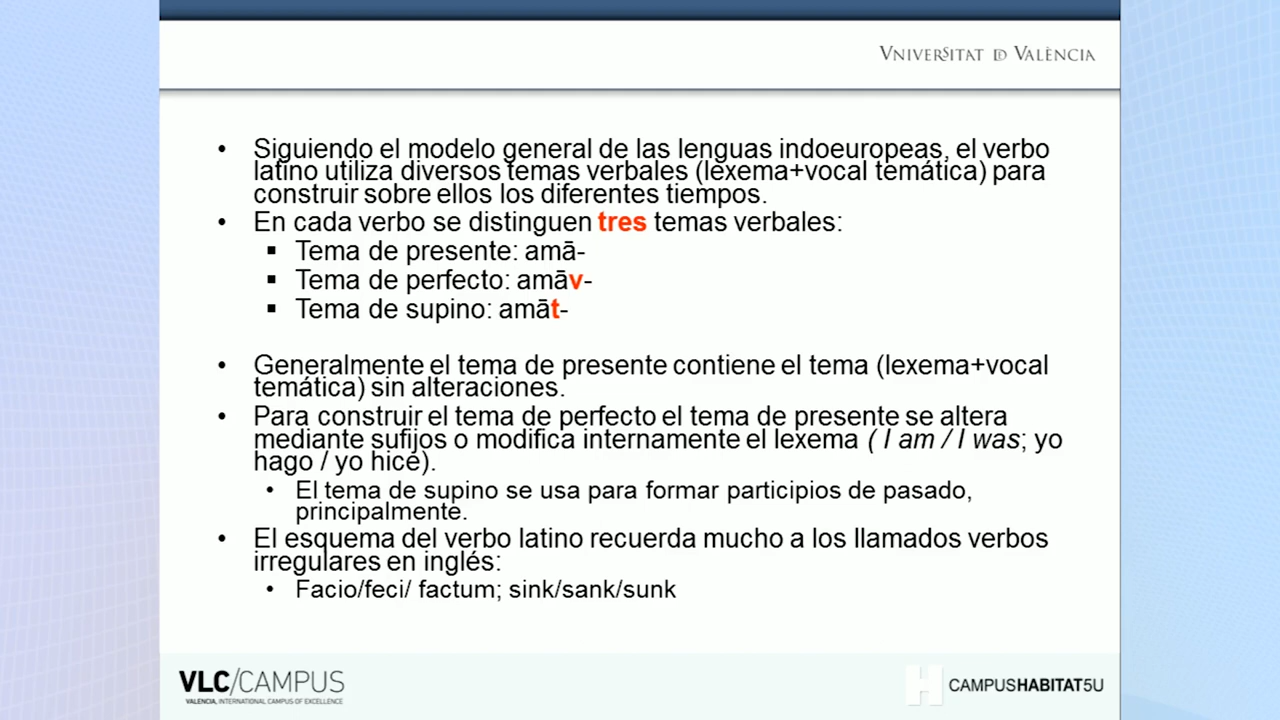 VNIVERSITAT DE VALÈNCIA
• Siguiendo el modelo general de las lenguas indoeuropeas, el verbo
latino utiliza diversos temas verbales (lexema+vocal temática) para
construir sobre ellos los diferentes tiempos.
• En cada verbo se distinguen tres temas verbales:
▪ Tema de presente: amā-
▪ Tema de perfecto: amāv-
▪ Tema de supino: amāt-
• Generalmente el tema de presente contiene el tema (lexema+vocal
temática) sin alteraciones.
• Para construir el tema de perfecto el tema de presente se altera
mediante sufijos o modifica internamente el lexema ( I am / I was; yo
hago / yo hice).
• El tema de supino se usa para formar participios de pasado,
principalmente.
• El esquema del verbo latino recuerda mucho a los llamados verbos
irregulares en inglés:
• Facio/feci/ factum; sink/sank/sunk
VLC/CAMPUS
VALENCIA, INTERNATIONAL CAMPUS OF EXCELLENCE
H CAMPUSHABITAT5U